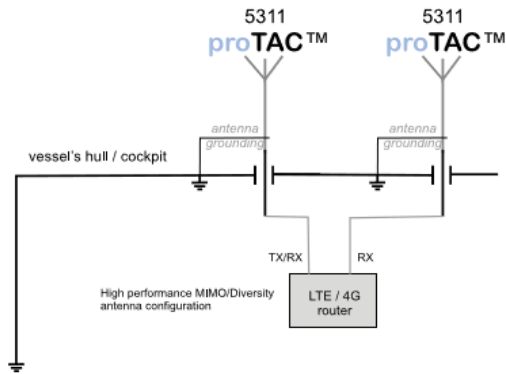 5311
proTAC™
5311
proTAC™
antenna
grounding
antenna
grounding
vessel's hull / cockpit
TX/RX
RX
High performance MIMO/Diversity
antenna configuration
LTE / 4G
router